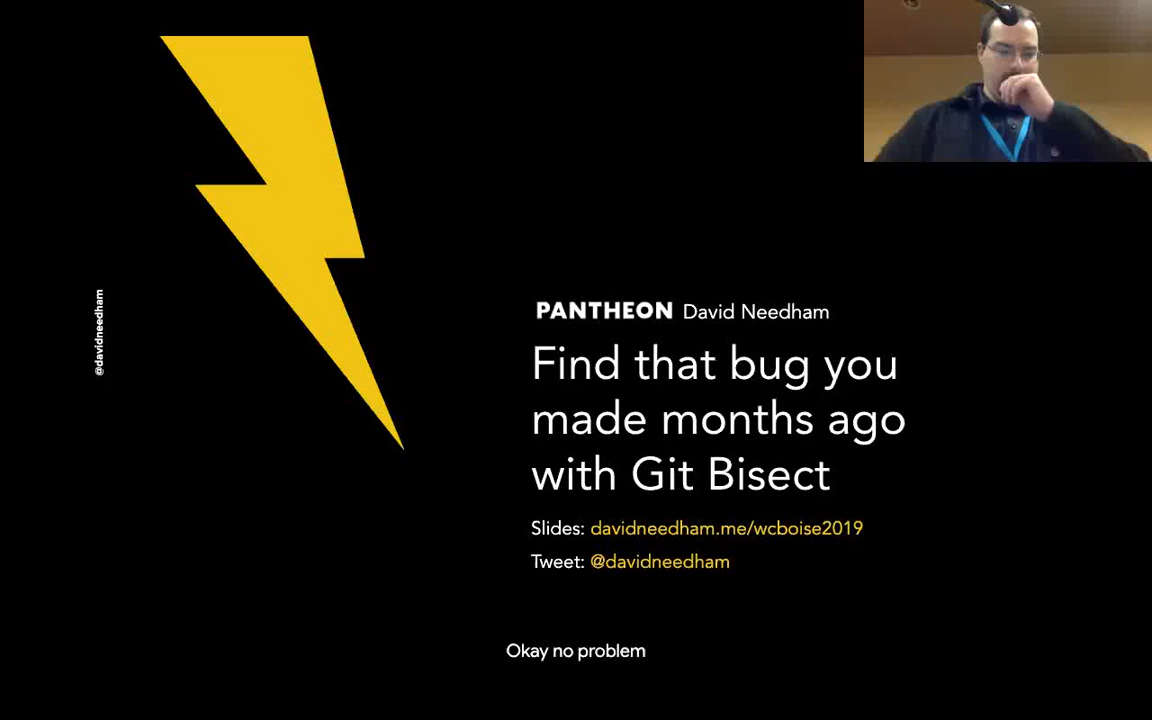 @davidneedham
PANTHEON David Needham
Find that bug you
made months ago
with Git Bisect
Slides: davidneedham.me/wcboise2019
Tweet: @davidneedham
Okay no problem